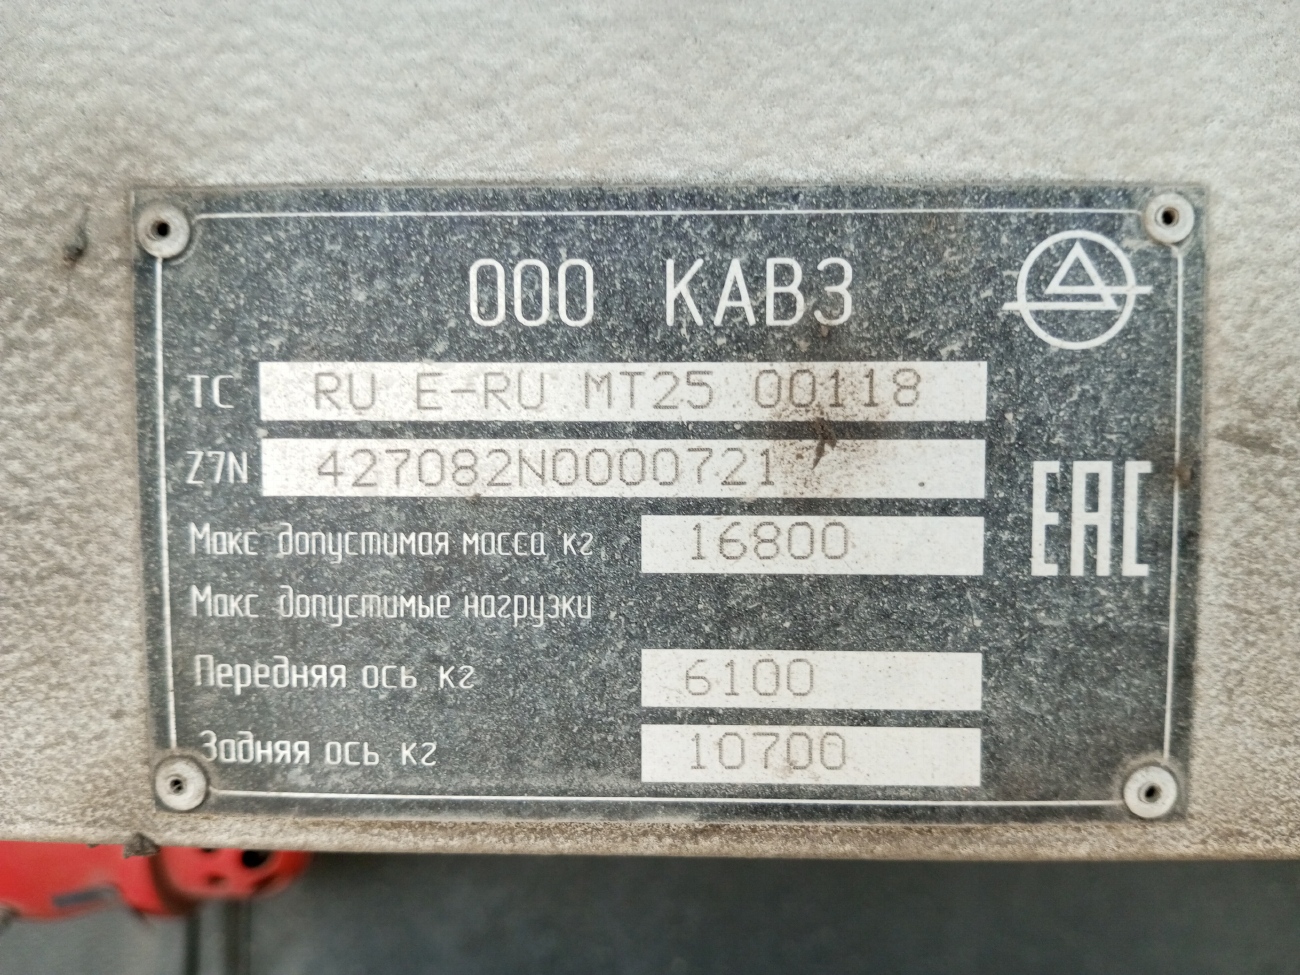 ООО КАВЗ
ТС RU E-RU МТ25 00118
Z7N 427082N0000721
Макс допустимая масса кг 16800
ЕАС
Макс допустимые нагрузки
Передняя ось кг 6100
Задняя ось кг 10700